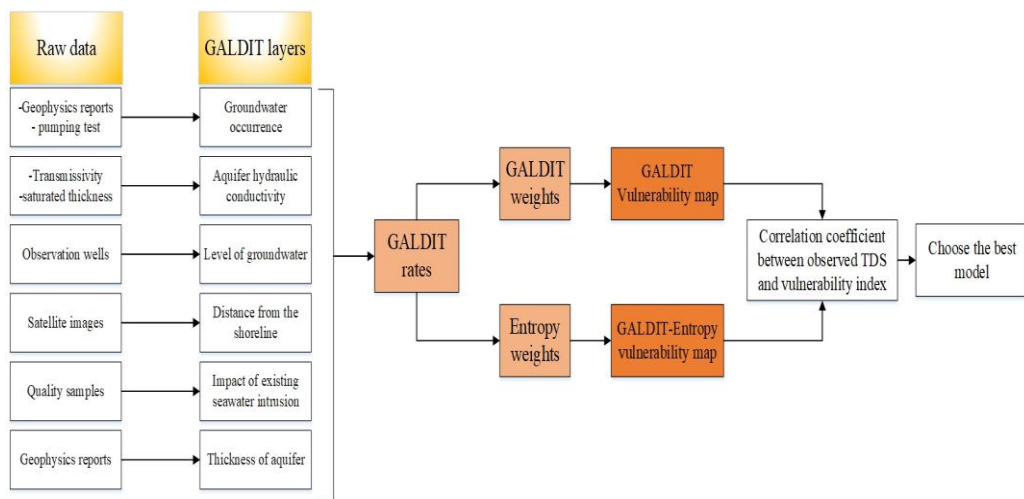 Raw data
GALDIT layers
-Geophysics reports
- pumping test
Groundwater
occurrence
-Transmissivity
-saturated thickness
Aquifer hydraulic
conductivity
Observation wells
Level of groundwater
Satellite images
Distance from the
shoreline
Quality samples
Impact of existing
seawater intrusion
Geophysics reports
Thickness of aquifer
GALDIT
rates
GALDIT
weights
GALDIT
Vulnerability map
Entropy
weights
GALDIT-Entropy
vulnerability map
Correlation coefficient
between observed TDS
and vulnerability index
Choose the best
model